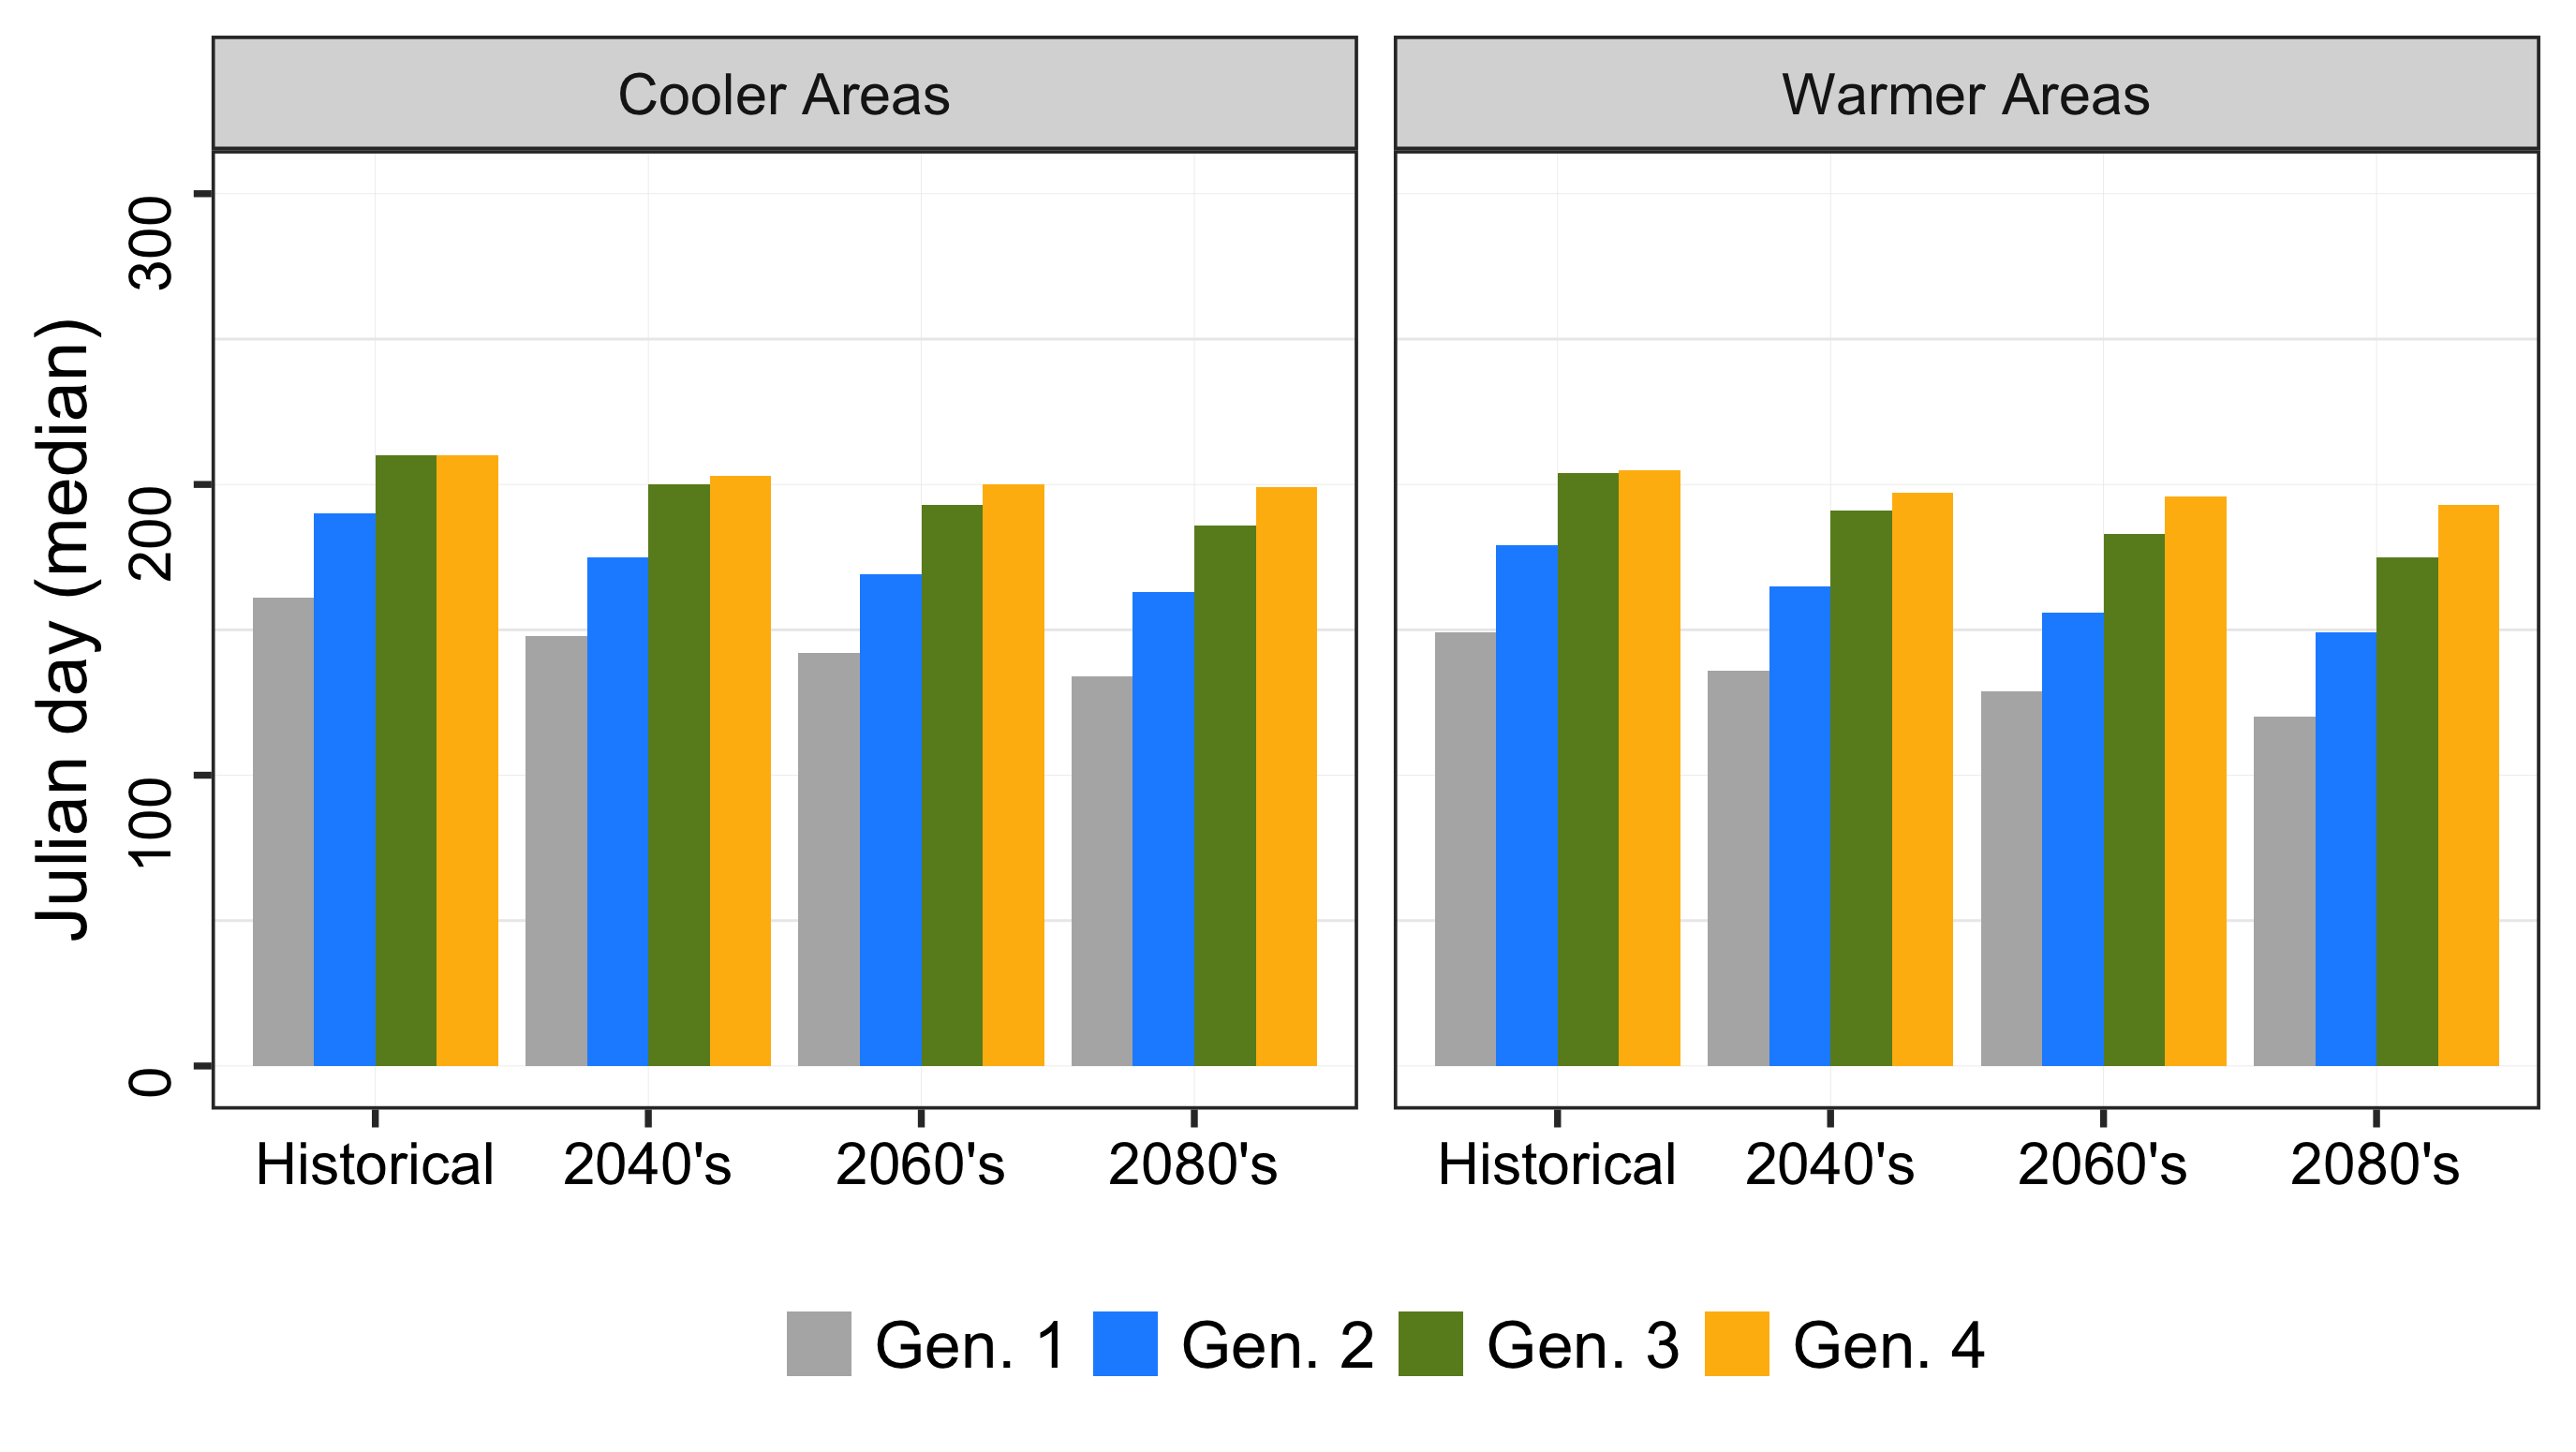 Cooler Areas
Warmer Areas
Julian day (median)
300
200
100
0
Historical 2040's 2060's 2080's
Historical 2040's 2060's 2080's
Gen. 1 Gen. 2 Gen. 3 Gen. 4